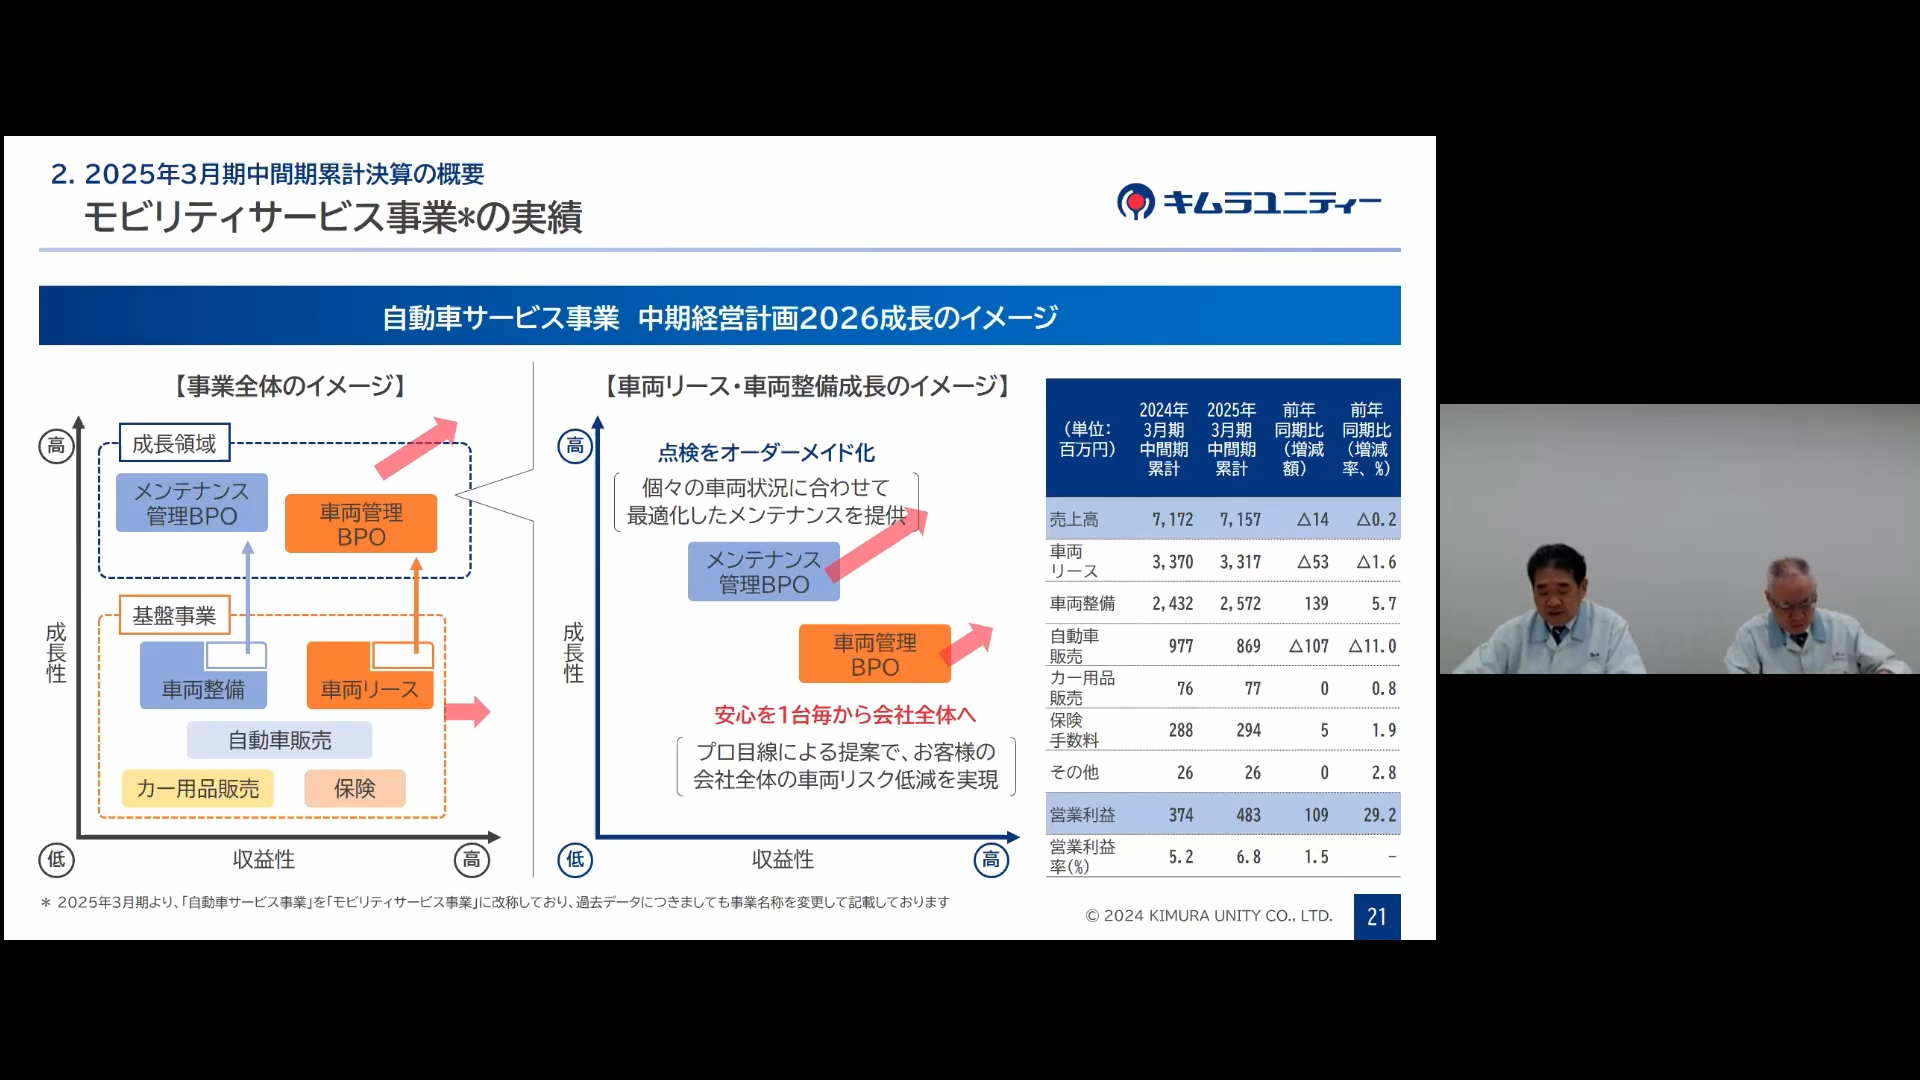 2. 2025年3月期中間期累計決算の概要
モビリティサービス事業*の実績
キムラユニティー
自動車サービス事業 中期経営計画2026成長のイメージ
【事業全体のイメージ】
高
成長領域
メンテナンス
管理BPO
車両管理
BPO
基盤事業
車両整備
車両リース
自動車販売
カー用品販売
保険
成長性
低
収益性
高
【車両リース・車両整備成長のイメージ】
高
点検をオーダーメイド化
個々の車両状況に合わせて
最適化したメンテナンスを提供
メンテナンス
管理BPO
車両管理
BPO
安心を1台毎から会社全体へ
プロ目線による提案で、お客様の
会社全体の車両リスク低減を実現
成長性
低
収益性
高
(単位:百万円) 2024年3月期中間期累計 2025年3月期中間期累計 前年同期比(増減額) 前年同期比(増減率、%)
売上高 7,172 7,157 △14 △0.2
車両リース 3,370 3,317 △53 △1.6
車両整備 2,432 2,572 139 5.7
自動車販売 977 869 △107 △11.0
カー用品販売 76 77 0 0.8
保険手数料 288 294 5 1.9
その他 26 26 0 2.8
営業利益 374 483 109 29.2
営業利益率(%) 5.2 6.8 1.5 －
* 2025年3月期より、「自動車サービス事業」を「モビリティサービス事業」に改称しており、過去データにつきましても事業名称を変更して記載しております
© 2024 KIMURA UNITY CO., LTD.
21